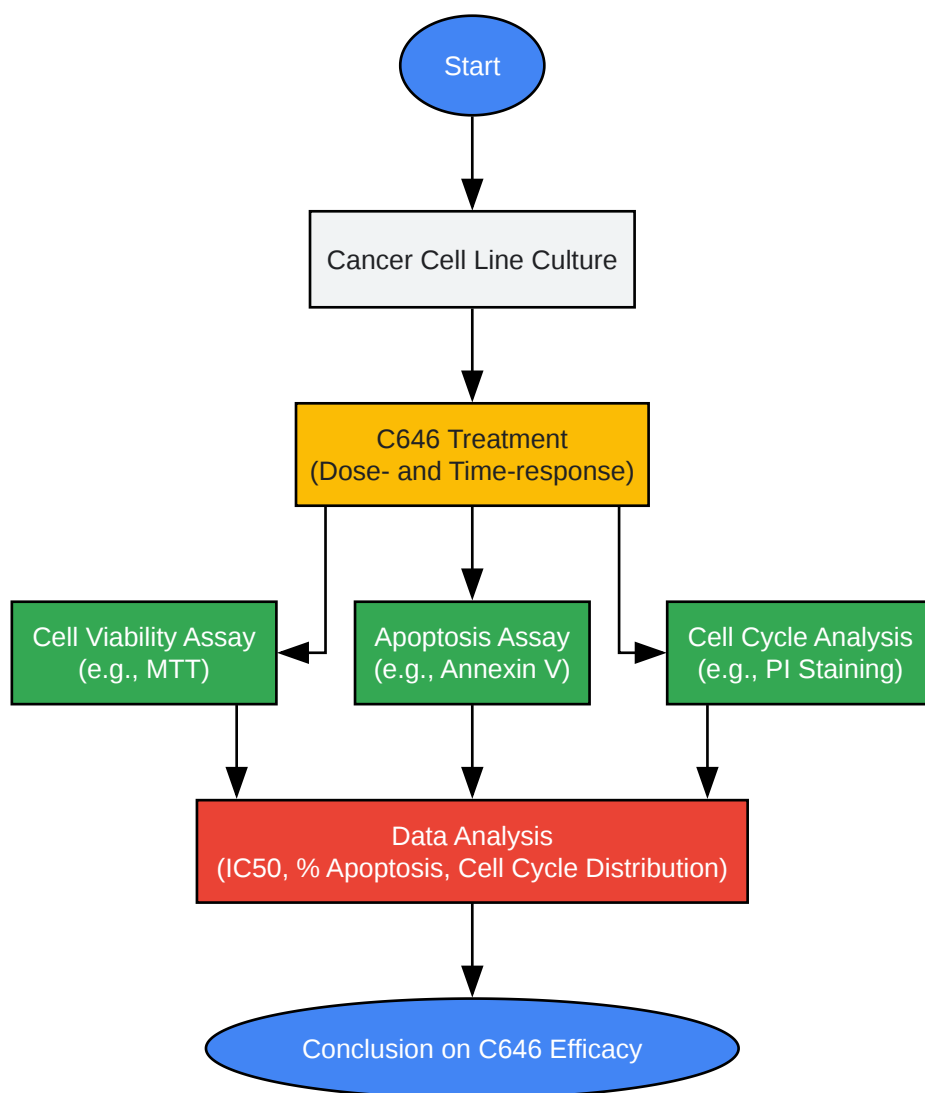 Start
Cancer Cell Line Culture
C646 Treatment
(Dose- and Time-response)
Cell Viability Assay
(e.g., MTT)
Apoptosis Assay
(e.g., Annexin V)
Cell Cycle Analysis
(e.g., PI Staining)
Data Analysis
(IC50, % Apoptosis, Cell Cycle Distribution)
Conclusion on C646 Efficacy